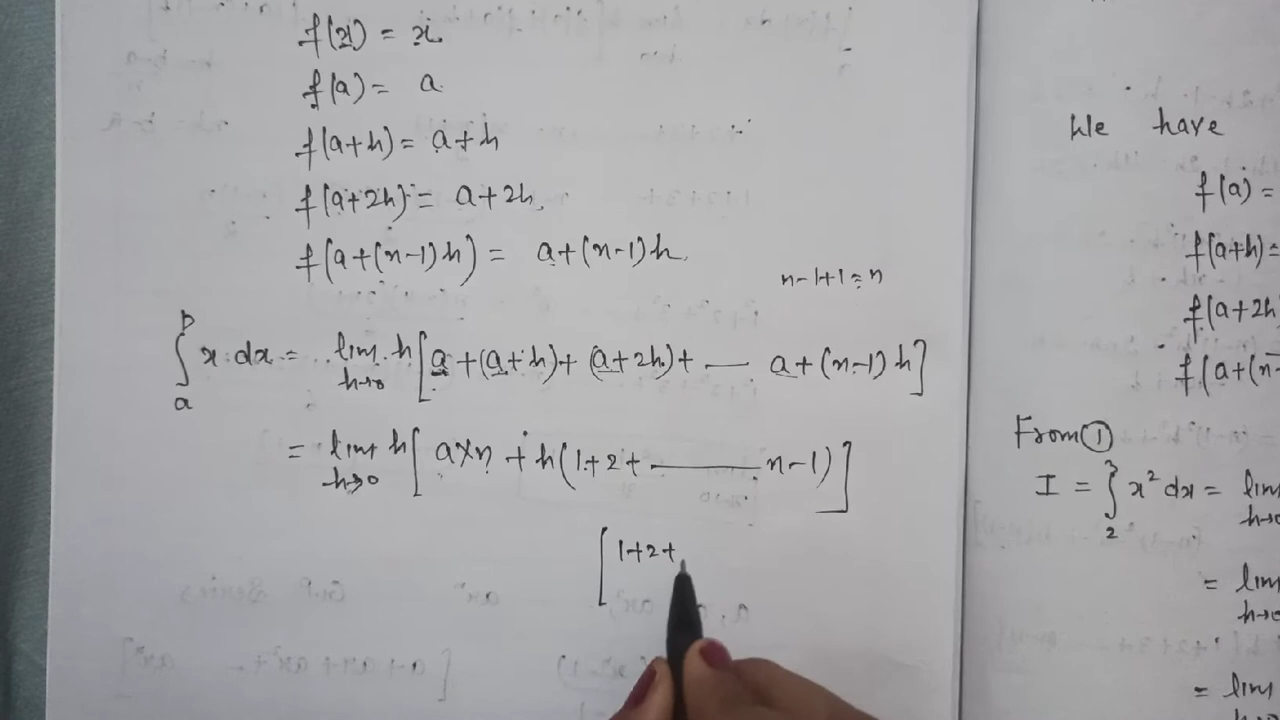 f(x) = x.
f(a) = a.
f(a+h) = a+h
f(a+2h) = a+2h.
f(a+(n-1)h) = a+(n-1)h.
n-1+1=n
∫ₐᵇ x.dx = lim h→0 h[a+(a+h)+(a+2h)+ — a+(n-1)h]
= lim h→0 h[a×n + h(1+2+ ——— n-1)]
[1+2+
We have
f(a) =
f(a+h)=
f(a+2h
f(a+(n-
From ①
I = ∫₂³ x² dx = lim h→0
= lim h→0
= lim